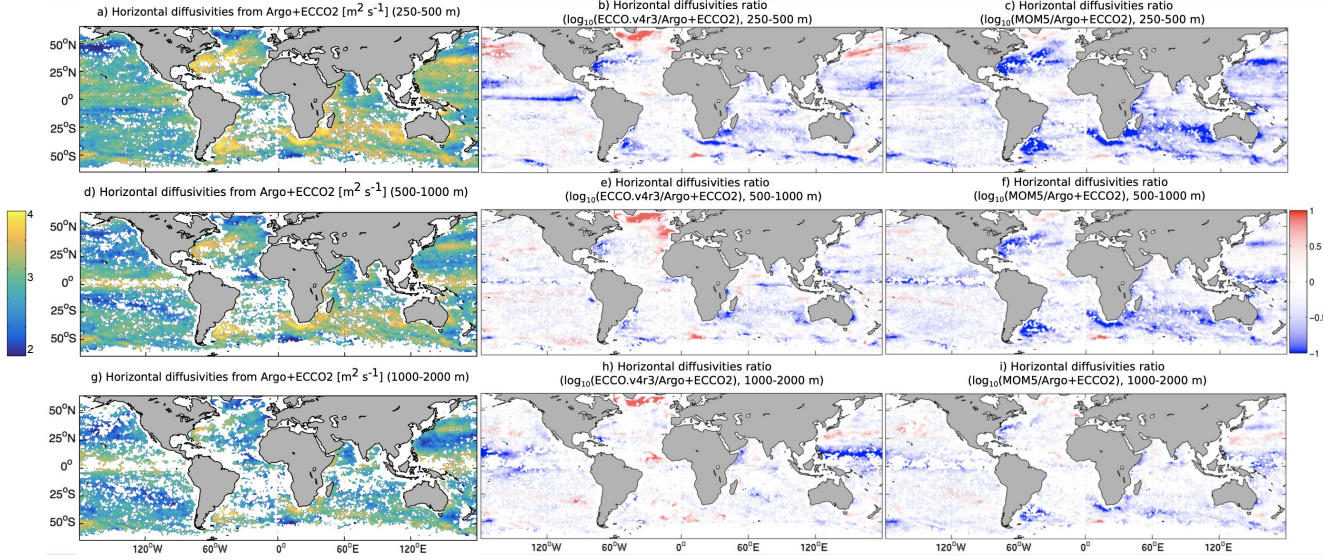 a) Horizontal diffusivities from Argo+ECCO2 [m² s⁻¹] (250-500 m)
b) Horizontal diffusivities ratio
(log₁₀(ECCO.v4r3/Argo+ECCO2), 250-500 m)
c) Horizontal diffusivities ratio
(log₁₀(MOM5/Argo+ECCO2), 250-500 m)
50°N
25°N
0°
25°S
50°S
d) Horizontal diffusivities from Argo+ECCO2 [m² s⁻¹] (500-1000 m)
Horizontal diffusivities ratio
e) (log₁₀(ECCO.v4r3/Argo+ECCO2), 500-1000 m)
Horizontal diffusivities ratio
f) (log₁₀(MOM5/Argo+ECCO2), 500-1000 m)
4
3
2
50°N
25°N
0°
25°S
50°S
1
0.5
0
−0.5
−1
g) Horizontal diffusivities from Argo+ECCO2 [m² s⁻¹] (1000-2000 m)
h) Horizontal diffusivities ratio
(log₁₀(ECCO.v4r3/Argo+ECCO2), 1000-2000 m)
i) Horizontal diffusivities ratio
(log₁₀(MOM5/Argo+ECCO2), 1000-2000 m)
50°N
25°N
0°
25°S
50°S
120°W 60°W 0° 60°E 120°E
120°W 60°W 0° 60°E 120°E
120°W 60°W 0° 60°E 120°E